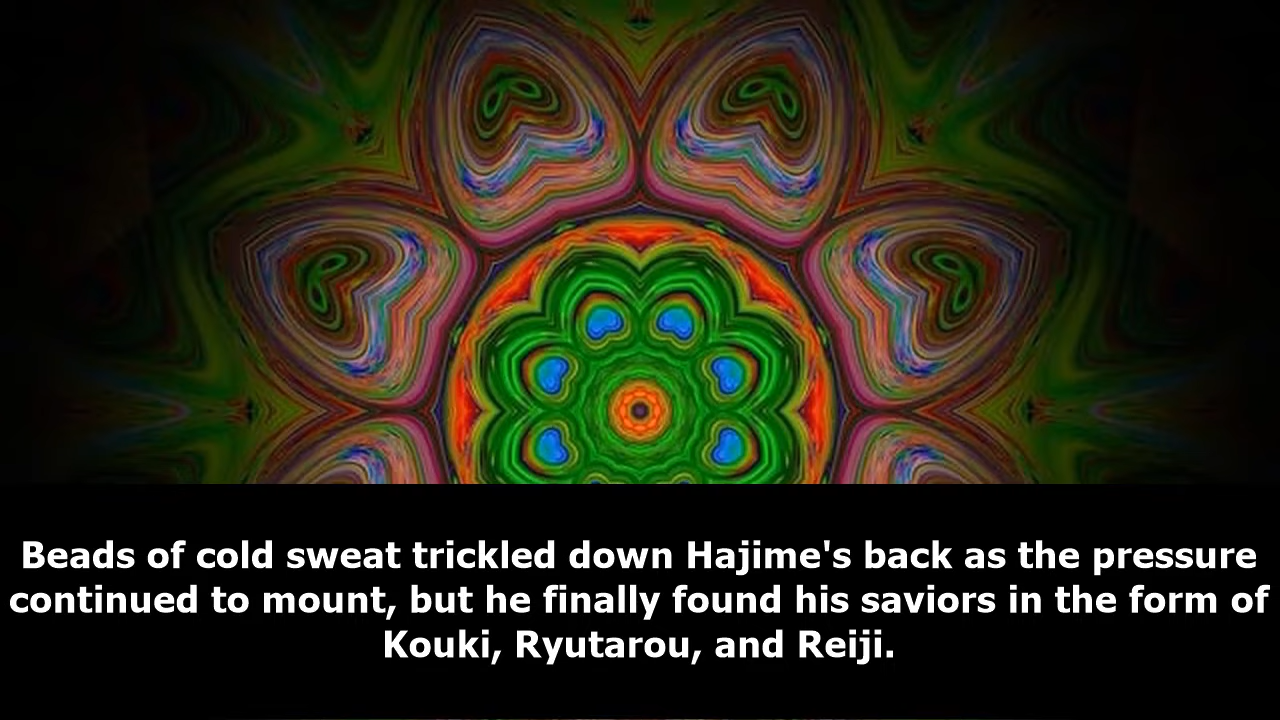 Beads of cold sweat trickled down Hajime's back as the pressure
continued to mount, but he finally found his saviors in the form of
Kouki, Ryutarou, and Reiji.